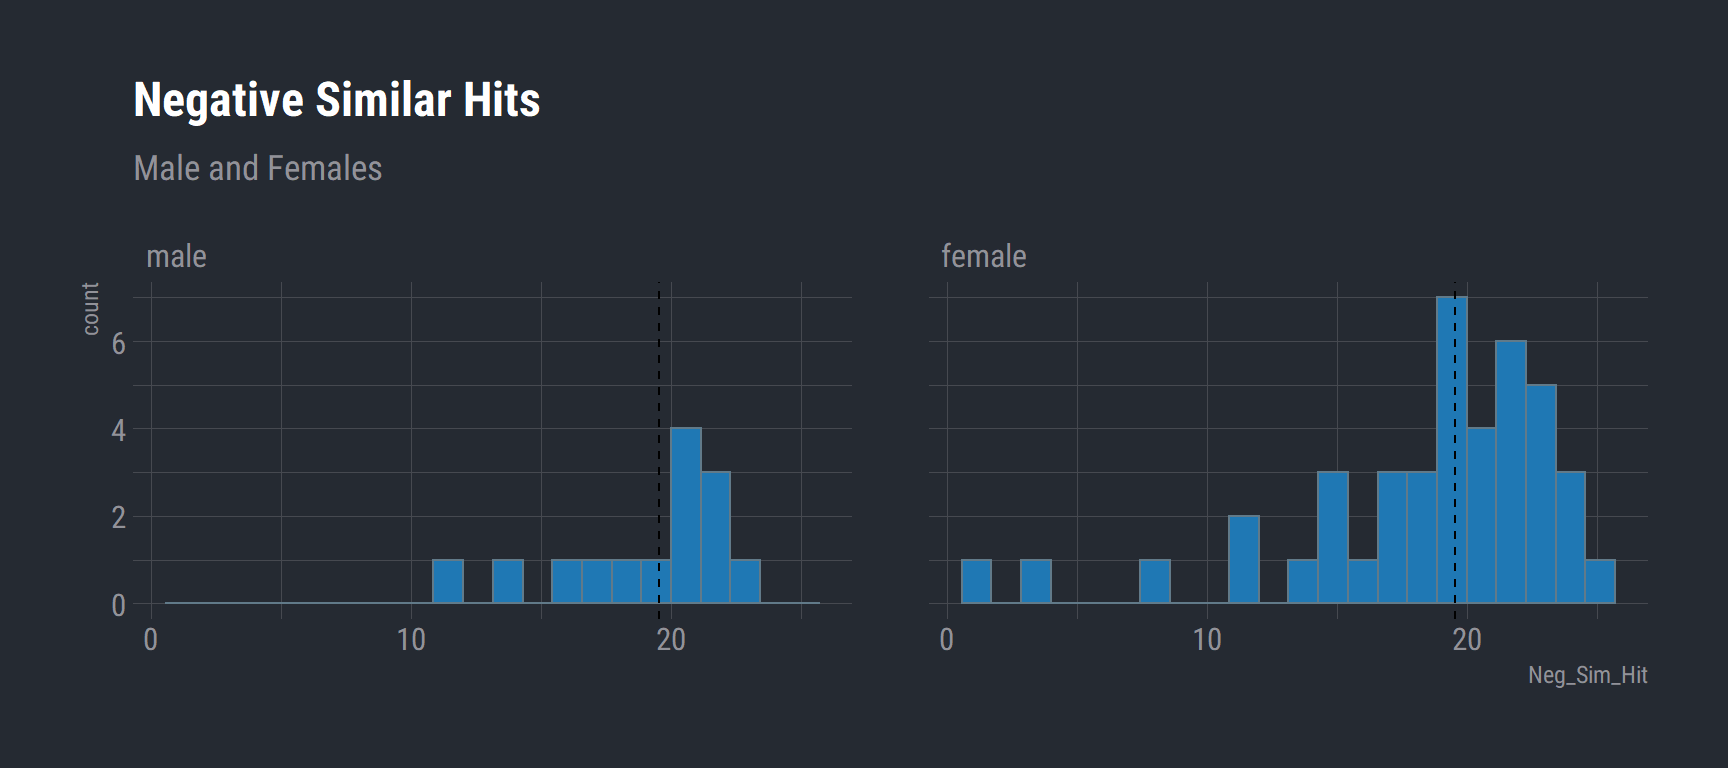 Negative Similar Hits
Male and Females
male
female
count
6
4
2
0
0 10 20
0 10 20
Neg_Sim_Hit